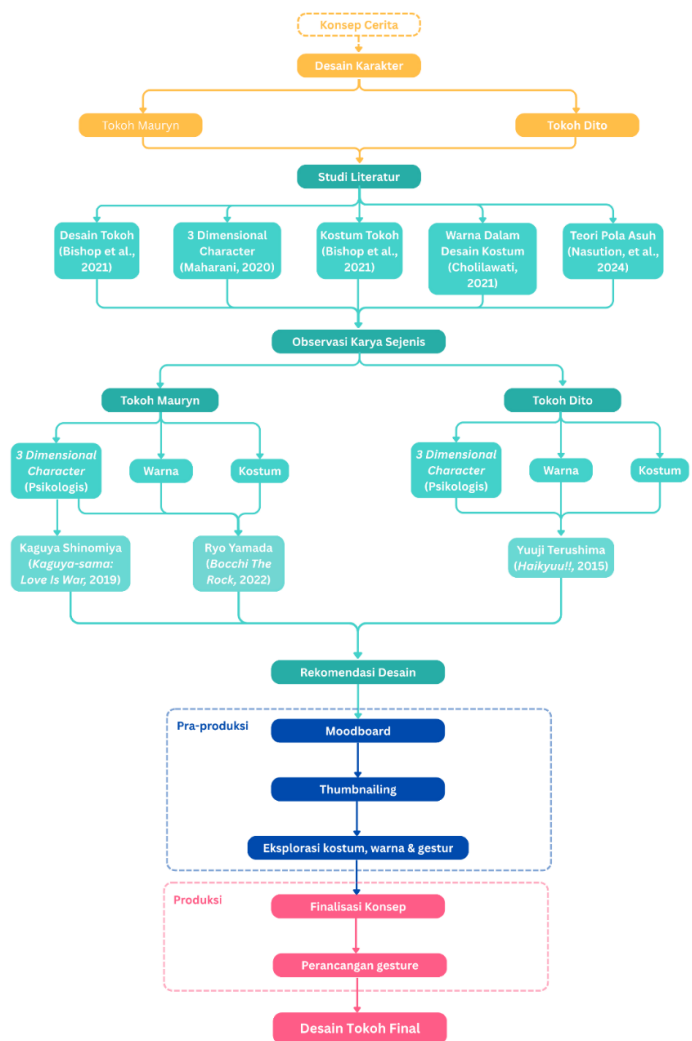 Konsep Cerita
Desain Karakter
Tokoh Mauryn
Tokoh Dito
Studi Literatur
Desain Tokoh
(Bishop et al.,
2021)
3 Dimensional
Character
(Maharani, 2020)
Kostum Tokoh
(Bishop et al.,
2021)
Warna Dalam
Desain Kostum
(Cholilawati,
2021)
Teori Pola Asuh
(Nasution, et al.,
2024)
Observasi Karya Sejenis
Tokoh Mauryn
Tokoh Dito
3 Dimensional
Character
(Psikologis)
Warna
Kostum
3 Dimensional
Character
(Psikologis)
Warna
Kostum
Kaguya Shinomiya
(Kaguya-sama:
Love Is War, 2019)
Ryo Yamada
(Bocchi The
Rock, 2022)
Yuuji Terushima
(Haikyuu!!, 2015)
Rekomendasi Desain
Pra-produksi
Moodboard
Thumbnailing
Eksplorasi kostum, warna & gestur
Produksi
Finalisasi Konsep
Perancangan gesture
Desain Tokoh Final